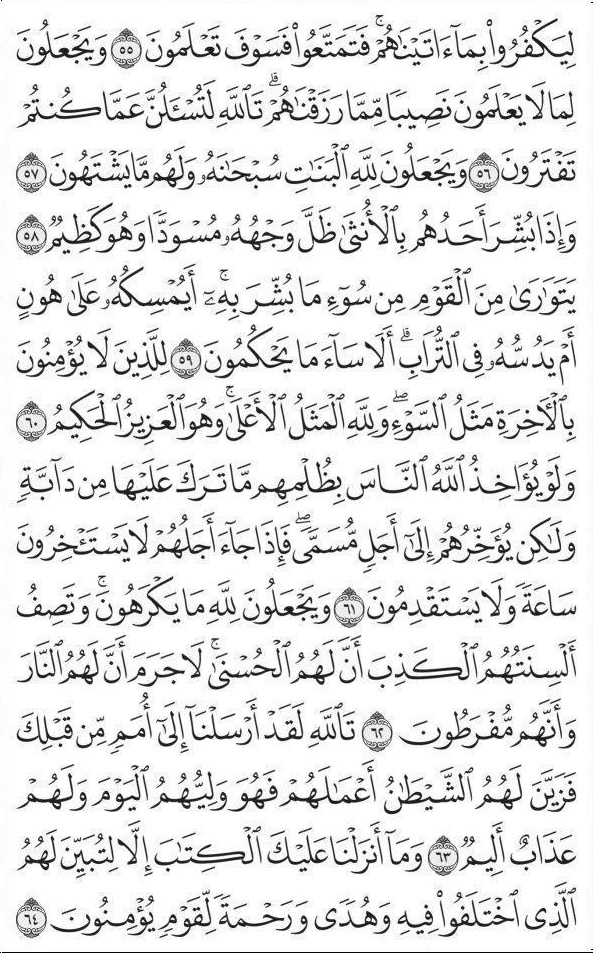 لِيَكْفُرُوا۟ بِمَآ ءَاتَيْنَـٰهُمْ ۚ فَتَمَتَّعُوا۟ فَسَوْفَ تَعْلَمُونَ ٥٥ وَيَجْعَلُونَ
لِمَا لَا يَعْلَمُونَ نَصِيبًا مِّمَّا رَزَقْنَـٰهُمْ ۗ تَٱللَّهِ لَتُسْـَٔلُنَّ عَمَّا كُنتُمْ
تَفْتَرُونَ ٥٦ وَيَجْعَلُونَ لِلَّهِ ٱلْبَنَـٰتِ سُبْحَـٰنَهُۥ وَلَهُم مَّا يَشْتَهُونَ ٥٧
وَإِذَا بُشِّرَ أَحَدُهُم بِٱلْأُنثَىٰ ظَلَّ وَجْهُهُۥ مُسْوَدًّا وَهُوَ كَظِيمٌ ٥٨
يَتَوَٰرَىٰ مِنَ ٱلْقَوْمِ مِن سُوٓءِ مَا بُشِّرَ بِهِۦٓ ۚ أَيُمْسِكُهُۥ عَلَىٰ هُونٍ
أَمْ يَدُسُّهُۥ فِى ٱلتُّرَابِ ۗ أَلَا سَآءَ مَا يَحْكُمُونَ ٥٩ لِلَّذِينَ لَا يُؤْمِنُونَ
بِٱلْـَٔاخِرَةِ مَثَلُ ٱلسَّوْءِ ۖ وَلِلَّهِ ٱلْمَثَلُ ٱلْأَعْلَىٰ ۚ وَهُوَ ٱلْعَزِيزُ ٱلْحَكِيمُ ٦٠
وَلَوْ يُؤَاخِذُ ٱللَّهُ ٱلنَّاسَ بِظُلْمِهِم مَّا تَرَكَ عَلَيْهَا مِن دَآبَّةٍ
وَلَـٰكِن يُؤَخِّرُهُمْ إِلَىٰٓ أَجَلٍ مُّسَمًّى ۖ فَإِذَا جَآءَ أَجَلُهُمْ لَا يَسْتَـْٔخِرُونَ
سَاعَةً وَلَا يَسْتَقْدِمُونَ ٦١ وَيَجْعَلُونَ لِلَّهِ مَا يَكْرَهُونَ ۚ وَتَصِفُ
أَلْسِنَتُهُمُ ٱلْكَذِبَ أَنَّ لَهُمُ ٱلْحُسْنَىٰ ۖ لَا جَرَمَ أَنَّ لَهُمُ ٱلنَّارَ
وَأَنَّهُم مُّفْرَطُونَ ٦٢ تَٱللَّهِ لَقَدْ أَرْسَلْنَآ إِلَىٰٓ أُمَمٍ مِّن قَبْلِكَ
فَزَيَّنَ لَهُمُ ٱلشَّيْطَـٰنُ أَعْمَـٰلَهُمْ فَهُوَ وَلِيُّهُمُ ٱلْيَوْمَ وَلَهُمْ
عَذَابٌ أَلِيمٌ ٦٣ وَمَآ أَنزَلْنَا عَلَيْكَ ٱلْكِتَـٰبَ إِلَّا لِتُبَيِّنَ لَهُمُ
ٱلَّذِى ٱخْتَلَفُوا۟ فِيهِ وَهُدًى وَرَحْمَةً لِّقَوْمٍ يُؤْمِنُونَ ٦٤